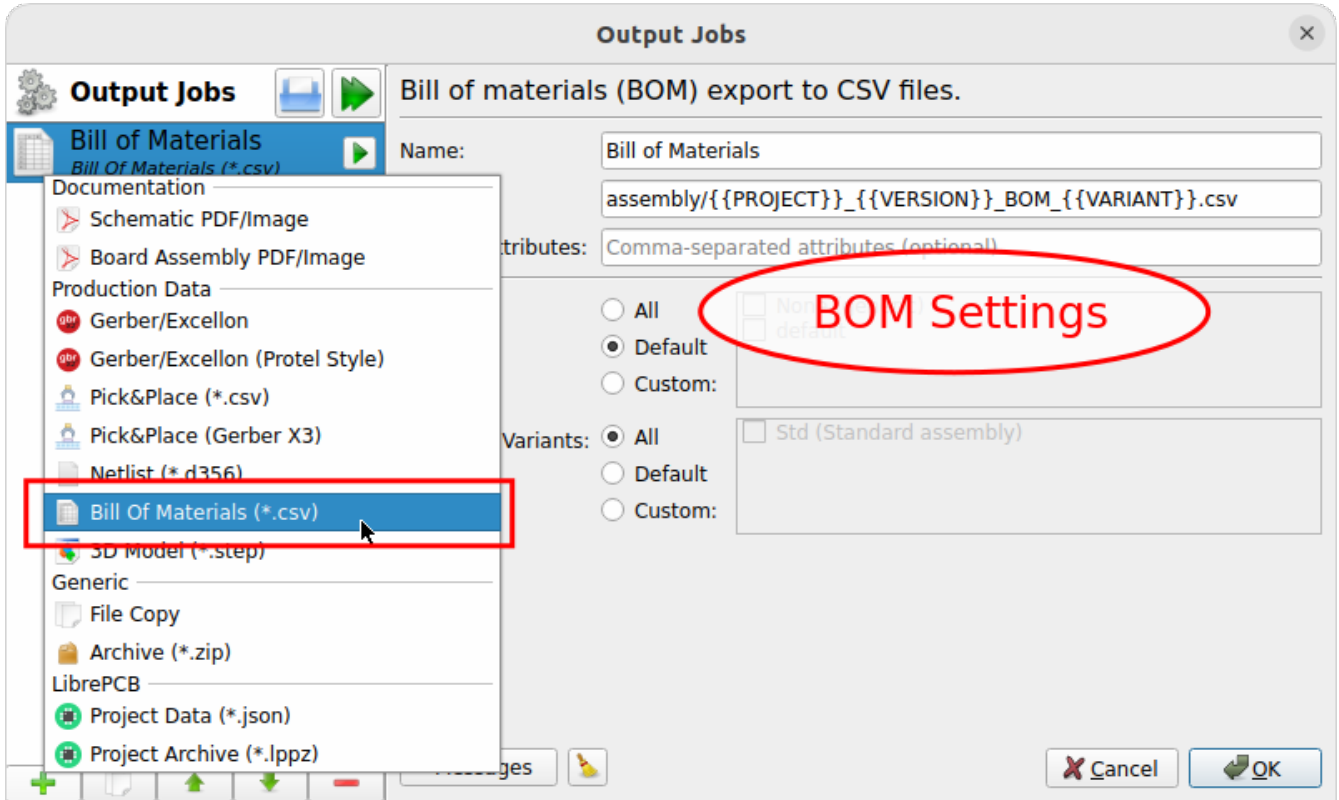 Output Jobs
Output Jobs
Bill of materials (BOM) export to CSV files.
Bill of Materials
Bill Of Materials (*.csv)
Name:
Bill of Materials
assembly/{{PROJECT}}_{{VERSION}}_BOM_{{VARIANT}}.csv
Comma-separated attributes (optional)
Documentation
Schematic PDF/Image
Board Assembly PDF/Image
Production Data
Gerber/Excellon
Gerber/Excellon (Protel Style)
Pick&Place (*.csv)
Pick&Place (Gerber X3)
Netlist (*.d356)
Bill Of Materials (*.csv)
3D Model (*.step)
Generic
File Copy
Archive (*.zip)
LibrePCB
Project Data (*.json)
Project Archive (*.lppz)
All
Default
Custom:
default
BOM Settings
Variants:
All
Default
Custom:
Std (Standard assembly)
Cancel
OK